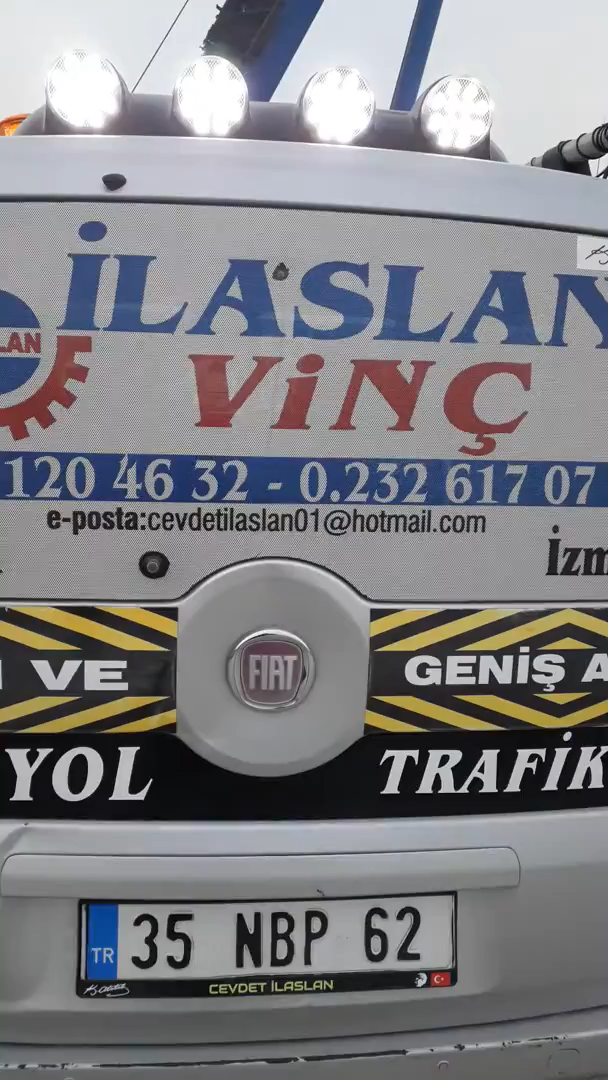 İLASLAN
LAN
VİNÇ
120 46 32 - 0.232 617 07
e-posta:cevdetilaslan01@hotmail.com
İzm
FIAT
VE
GENİŞ A
YOL
TRAFİK
TR 35 NBP 62
K. Atatürk
CEVDET İLASLAN